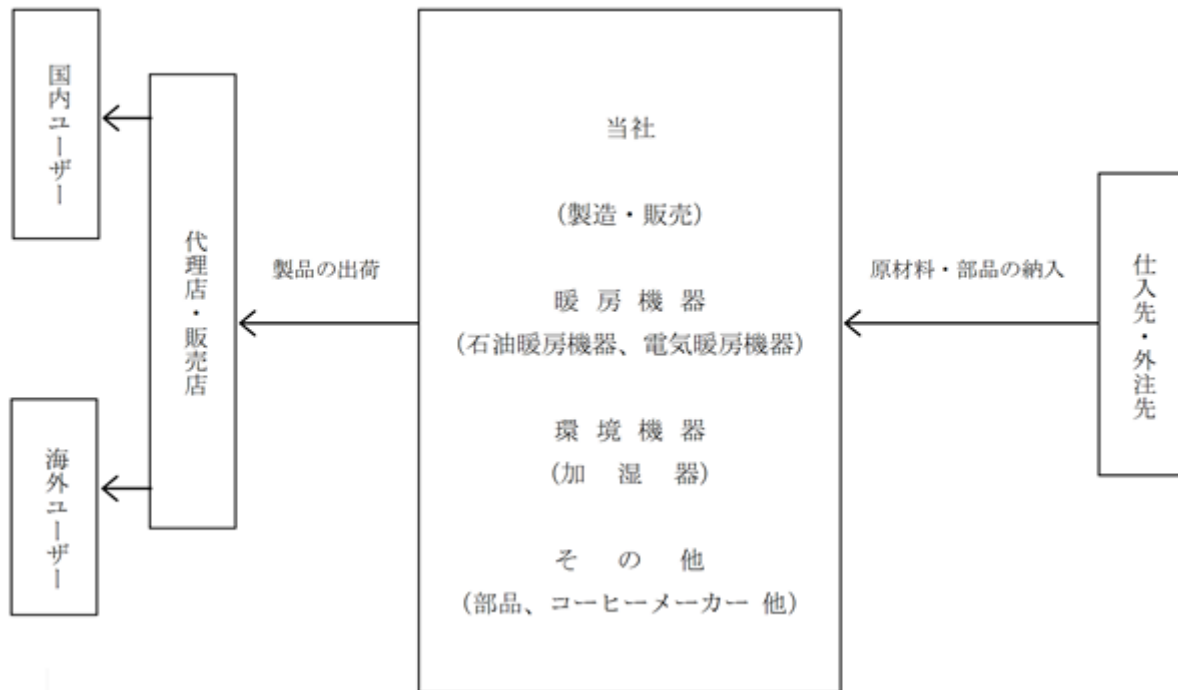 国内ユーザー
海外ユーザー
代理店・販売店
製品の出荷
当社
(製造・販売)
暖 房 機 器
(石油暖房機器、電気暖房機器)
環 境 機 器
(加 湿 器)
そ の 他
(部品、コーヒーメーカー 他)
原材料・部品の納入
仕入先・外注先